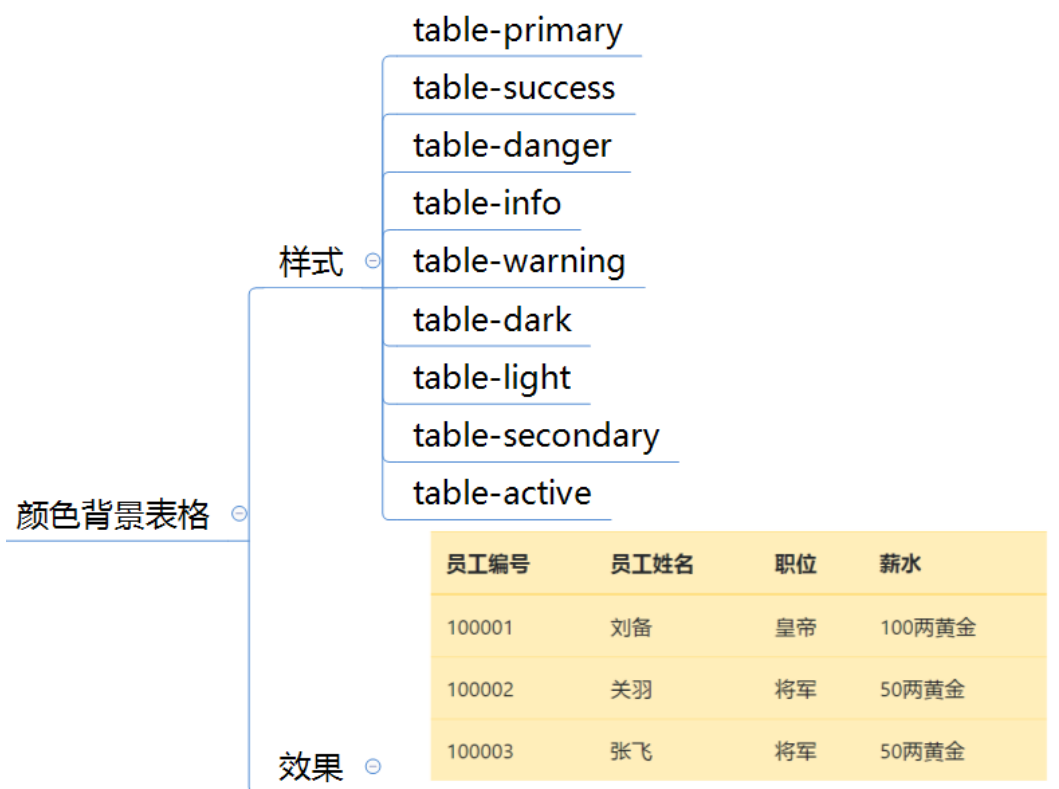 table-primary
table-success
table-danger
table-info
样式
table-warning
table-dark
table-light
table-secondary
table-active
颜色背景表格
员工编号 员工姓名 职位 薪水
100001 刘备 皇帝 100两黄金
100002 关羽 将军 50两黄金
100003 张飞 将军 50两黄金
效果